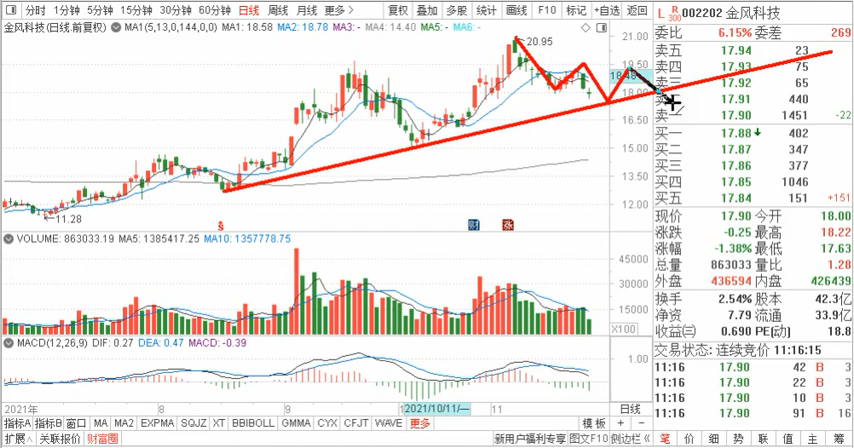 分时 1分钟 5分钟 15分钟 30分钟 60分钟 日线 周线 月线 更多 > 复权 叠加 多股 统计 画线 F10 标记 +自选 返回
L R 300 002202 金风科技
金风科技(日线.前复权) MA1(5,13,0,144,0,0) MA1: 18.58 MA2: 18.78 MA3: - MA4: 14.40 MA5: - MA6: -
委比 6.15% 委差 269
20.95
21.00
18.00
16.50
15.00
13.50
12.00
11.28
财
涨
卖五 17.94 23
卖四 17.93 75
卖三 17.92 65
17.91 440
卖一 17.90 1451 -22
买一 17.88 402
买二 17.87 347
买三 17.86 377
买四 17.85 1046
买五 17.84 151 +151
现价 17.90 今开 18.00
涨跌 -0.25 最高 18.22
涨幅 -1.38% 最低 17.63
总量 863033 量比 1.28
外盘 436594 内盘 426439
换手 2.54% 股本 42.3亿
净资 7.79 流通 33.9亿
收益㈢ 0.690 PE(动) 18.8
交易状态: 连续竞价 11:16:15
11:16 17.90 42 B 3
11:16 17.90 22 B 3
11:16 17.90 10 B 3
11:16 17.90 91 B 16
VOLUME: 863033.19 MA5: 1385417.25 MA10: 1357778.75
45000
30000
15000
X100
MACD(12,26,9) DIF: 0.27 DEA: 0.47 MACD: -0.39
1.00
0.00
2021年 8 9 2021/10/11/一 11 日线
指标A 指标B 窗口 MA MA2 EXPMA SQJZ XT BBIBOLL GMMA CYX CFJT WAVE 更多 模板 + -
扩展∧ 关联报价 财富圈 新用户福利专享 图文F10 侧边栏《
笔 价 细 势 联 值 主 筹